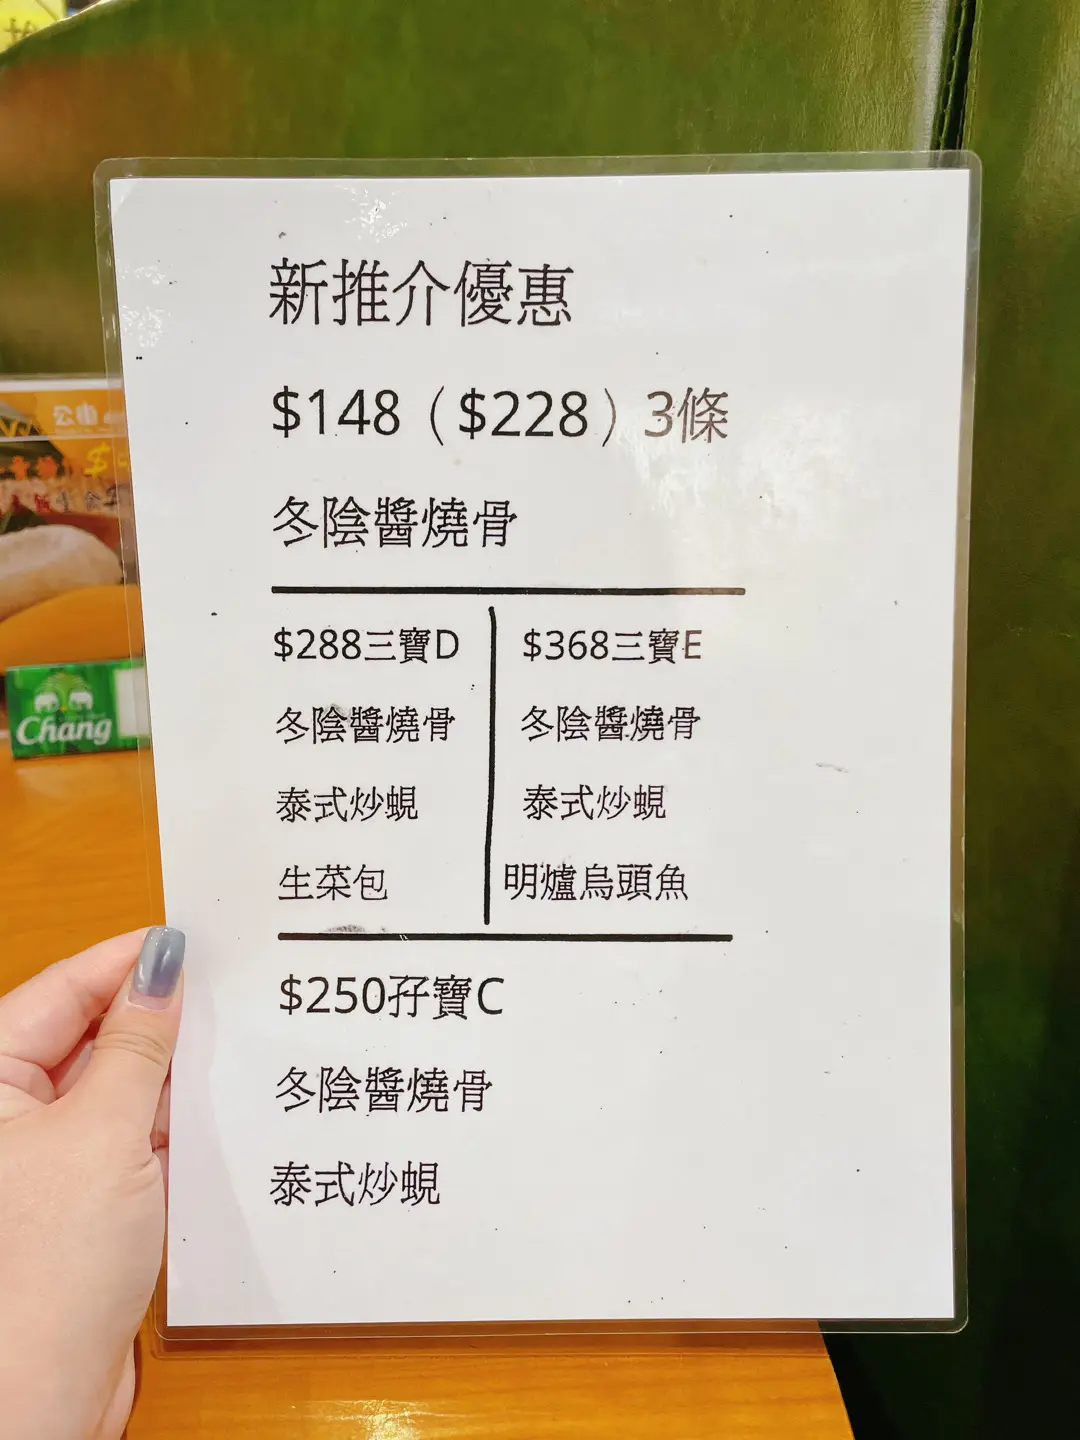 新推介優惠
$148（$228）3條
冬陰醬燒骨
$288三寶D
冬陰醬燒骨
泰式炒蜆
生菜包
$368三寶E
冬陰醬燒骨
泰式炒蜆
明爐烏頭魚
$250孖寶C
冬陰醬燒骨
泰式炒蜆
Chang